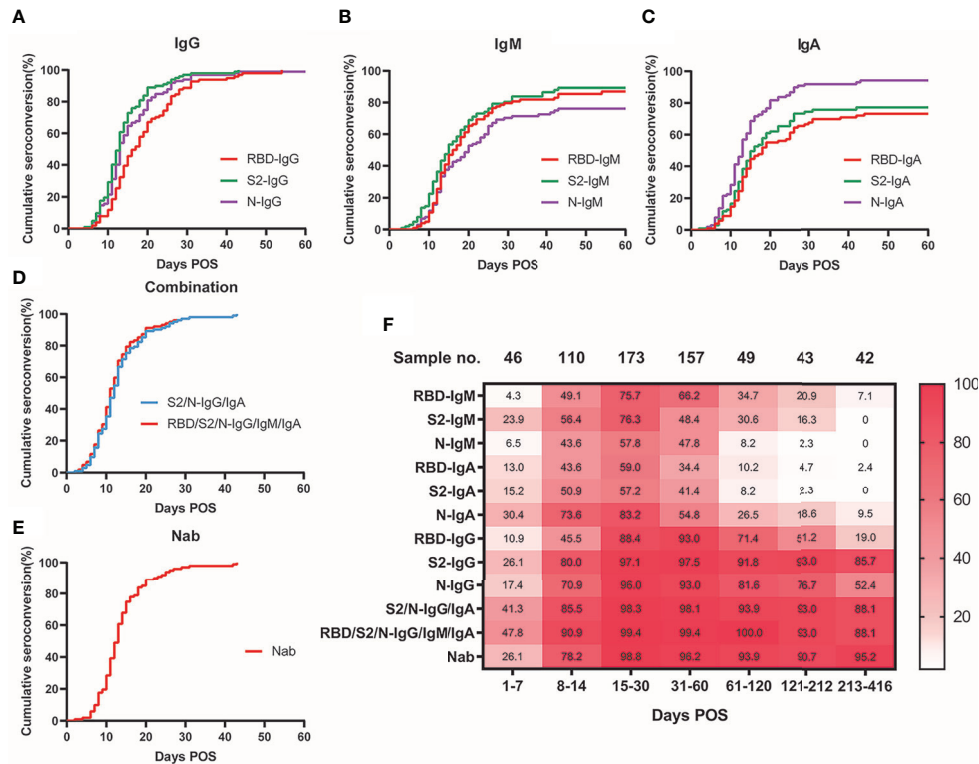 A
IgG
Cumulative seroconversion(%)
100
80
60
40
20
0
RBD-IgG
S2-IgG
N-IgG
0 10 20 30 40 50 60
Days POS
B
IgM
Cumulative seroconversion(%)
100
80
60
40
20
0
RBD-IgM
S2-IgM
N-IgM
0 10 20 30 40 50 60
Days POS
C
IgA
Cumulative seroconversion(%)
100
80
60
40
20
0
RBD-IgA
S2-IgA
N-IgA
0 10 20 30 40 50 60
Days POS
D
Combination
Cumulative seroconversion(%)
100
80
60
40
20
0
S2/N-IgG/IgA
RBD/S2/N-IgG/IgM/IgA
0 10 20 30 40 50
Days POS
E
Nab
Cumulative seroconversion(%)
100
80
60
40
20
0
Nab
0 10 20 30 40 50
Days POS
F
Sample no. 46 110 173 157 49 43 42
RBD-IgM 4.3 49.1 75.7 66.2 34.7 20.9 7.1
S2-IgM 23.9 56.4 76.3 48.4 30.6 16.3 0
N-IgM 6.5 43.6 57.8 47.8 8.2 2.3 0
RBD-IgA 13.0 43.6 59.0 34.4 10.2 4.7 2.4
S2-IgA 15.2 50.9 57.2 41.4 8.2 2.3 0
N-IgA 30.4 73.6 83.2 54.8 26.5 18.6 9.5
RBD-IgG 10.9 45.5 88.4 93.0 71.4 51.2 19.0
S2-IgG 26.1 80.0 97.1 97.5 91.8 93.0 85.7
N-IgG 17.4 70.9 96.0 93.0 81.6 76.7 52.4
S2/N-IgG/IgA 41.3 85.5 98.3 98.1 93.9 93.0 88.1
RBD/S2/N-IgG/IgM/IgA 47.8 90.9 99.4 99.4 100.0 93.0 88.1
Nab 26.1 78.2 98.8 96.2 93.9 90.7 95.2
1-7 8-14 15-30 31-60 61-120 121-212 213-416
Days POS
100
80
60
40
20